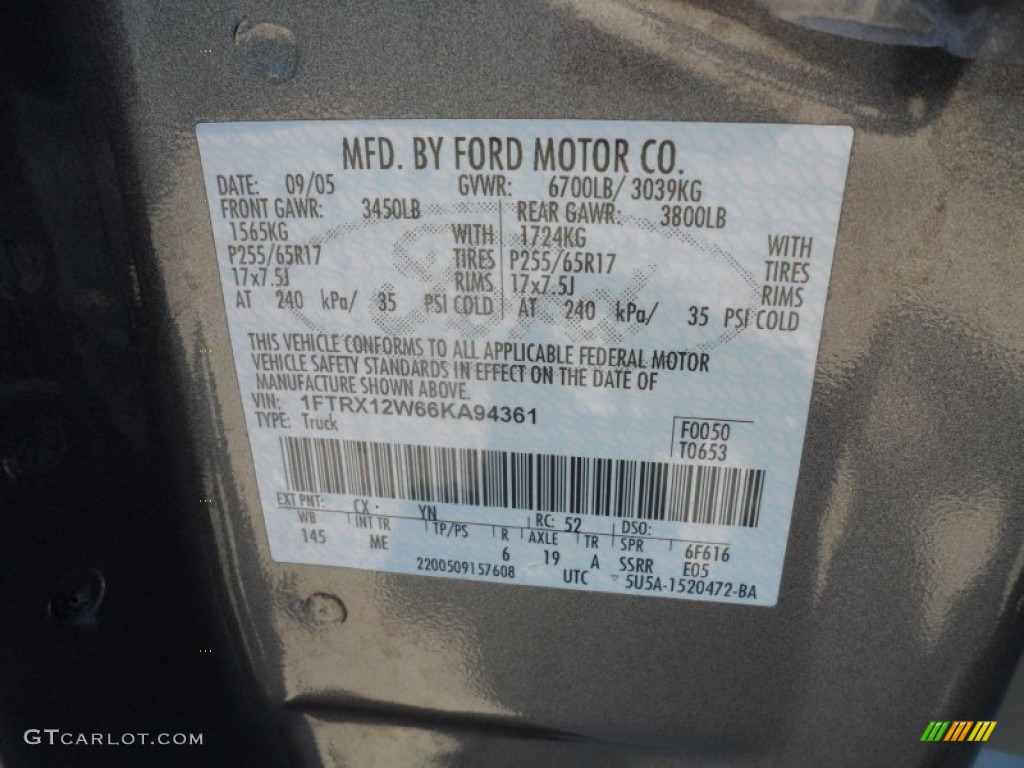 MFD. BY FORD MOTOR CO.
DATE: 09/05 GVWR: 6700LB/ 3039KG
FRONT GAWR: 3450LB REAR GAWR: 3800LB
1565KG WITH 1724KG WITH
P255/65R17 TIRES P255/65R17 TIRES
17x7.5J RIMS 17x7.5J RIMS
AT 240 kPa/ 35 PSI COLD AT 240 kPa/ 35 PSI COLD
Ford
THIS VEHICLE CONFORMS TO ALL APPLICABLE FEDERAL MOTOR
VEHICLE SAFETY STANDARDS IN EFFECT ON THE DATE OF
MANUFACTURE SHOWN ABOVE.
VIN: 1FTRX12W66KA94361
TYPE: Truck
F0050
T0653
EXT PNT: CX YN RC: 52 DSO:
WB INT TR TP/PS R AXLE TR SPR 6F616
145 ME 6 19 A SSRR E05
2200509157608 UTC 5U5A-1520472-BA
GTCARLOT.COM